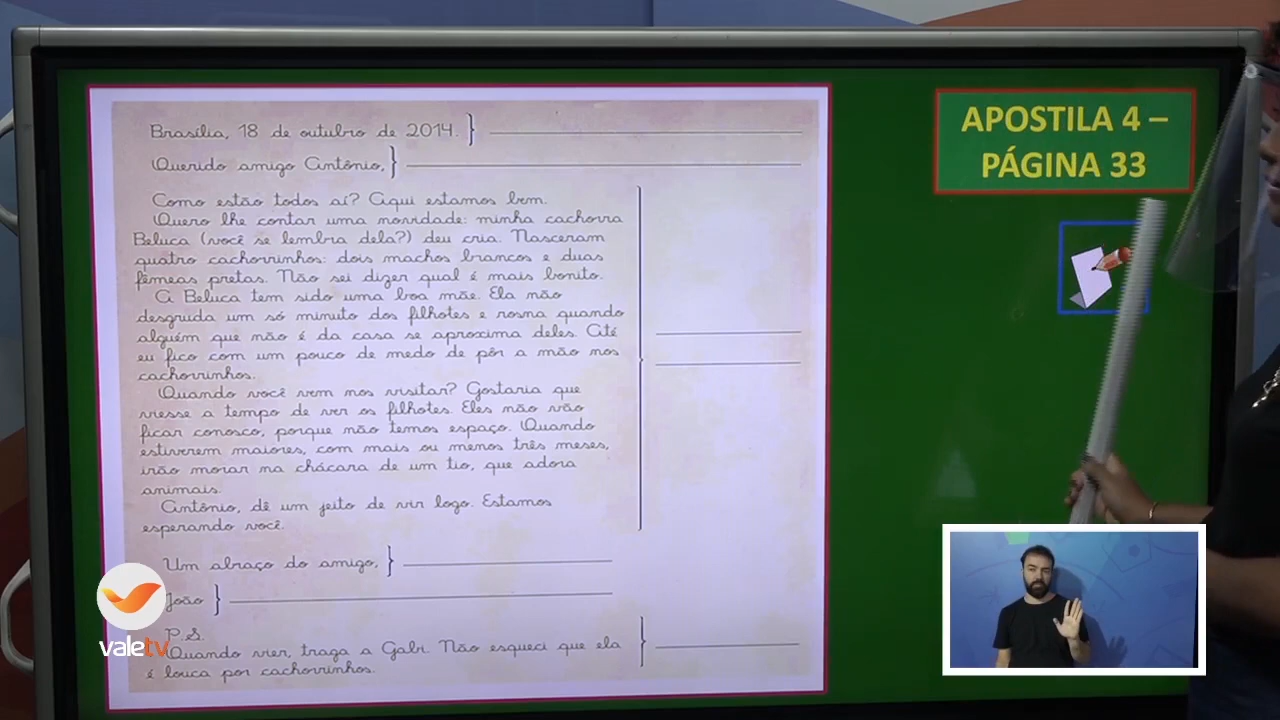 Brasília, 18 de outubro de 2014.
Querido amigo Antônio,
Como estão todos aí? Aqui estamos bem.
Quero lhe contar uma novidade: minha cachorra
Beluca (você se lembra dela?) deu cria. Nasceram
quatro cachorrinhos: dois machos brancos e duas
fêmeas pretas. Não sei dizer qual é mais bonito.
A Beluca tem sido uma boa mãe. Ela não
desgruda um só minuto dos filhotes e rosna quando
alguém que não é da casa se aproxima deles. Até
eu fico com um pouco de medo de pôr a mão nos
cachorrinhos.
Quando você vem nos visitar? Gostaria que
viesse a tempo de ver os filhotes. Eles não vão
ficar conosco, porque não temos espaço. Quando
estiverem maiores, com mais ou menos três meses,
irão morar na chácara de um tio, que adora
animais.
Antônio, dê um jeito de vir logo. Estamos
esperando você.
Um abraço do amigo,
João
P.S.
Quando vier, traga a Gabi. Não esqueci que ela
é louca por cachorrinhos.
APOSTILA 4 –
PÁGINA 33
valetv